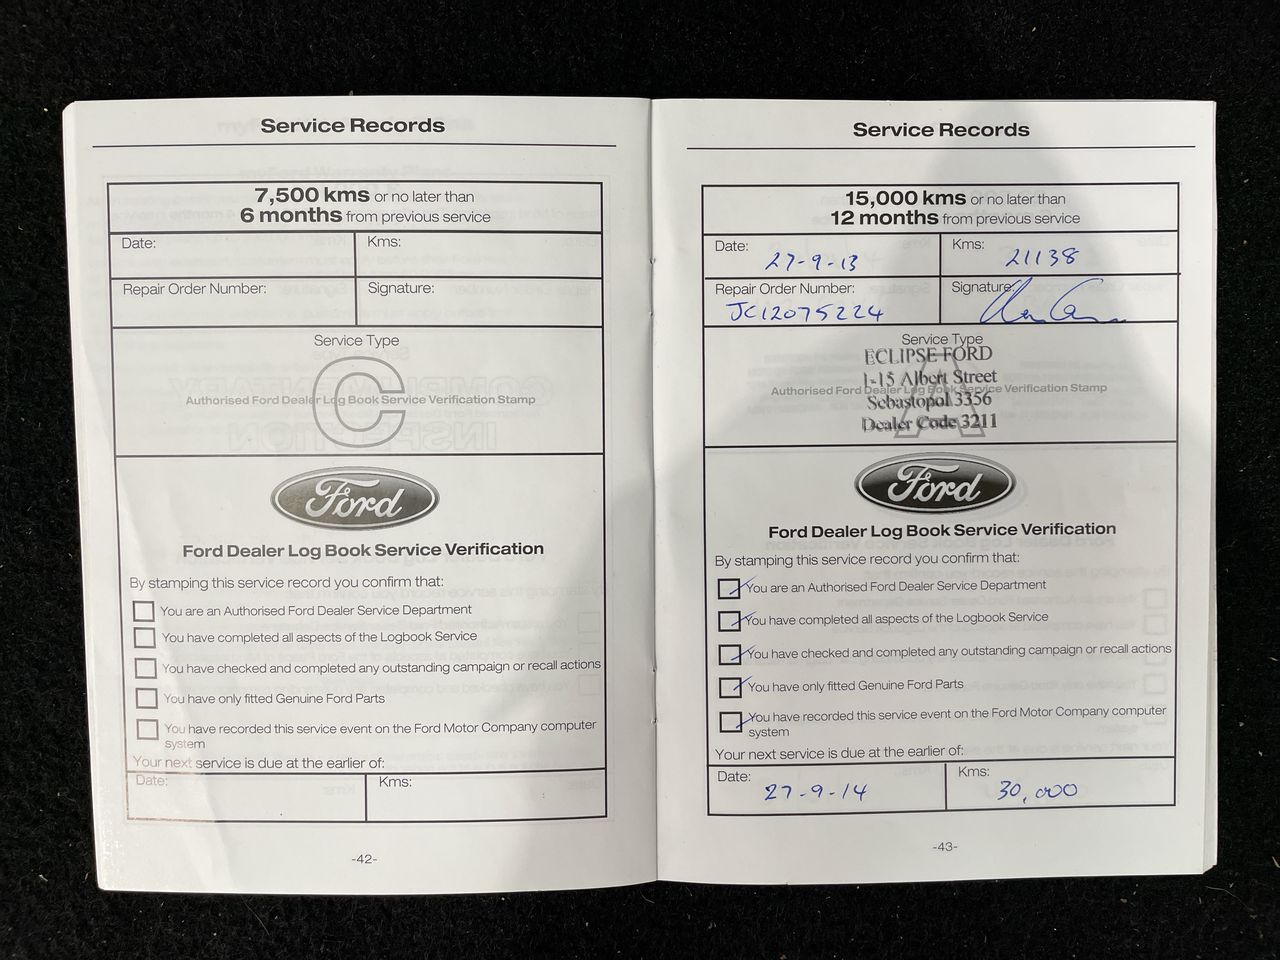 Service Records
7,500 kms or no later than
6 months from previous service
Date:
Kms:
Repair Order Number:
Signature:
Service Type
C
Authorised Ford Dealer Log Book Service Verification Stamp
Ford
Ford Dealer Log Book Service Verification
By stamping this service record you confirm that:
You are an Authorised Ford Dealer Service Department
You have completed all aspects of the Logbook Service
You have checked and completed any outstanding campaign or recall actions
You have only fitted Genuine Ford Parts
You have recorded this service event on the Ford Motor Company computer
system
Your next service is due at the earlier of:
Date:
Kms:
-42-
Service Records
15,000 kms or no later than
12 months from previous service
Date: 27-9-13
Kms: 21138
Repair Order Number:
JC12075224
Signature:
Service Type
A
ECLIPSE FORD
1-15 Albert Street
Authorised Ford Dealer Log Book Service Verification Stamp
Sebastopol 3356
Dealer Code 3211
Ford
Ford Dealer Log Book Service Verification
By stamping this service record you confirm that:
You are an Authorised Ford Dealer Service Department
You have completed all aspects of the Logbook Service
You have checked and completed any outstanding campaign or recall actions
You have only fitted Genuine Ford Parts
You have recorded this service event on the Ford Motor Company computer
system
Your next service is due at the earlier of:
Date: 27-9-14
Kms: 30,000
-43-